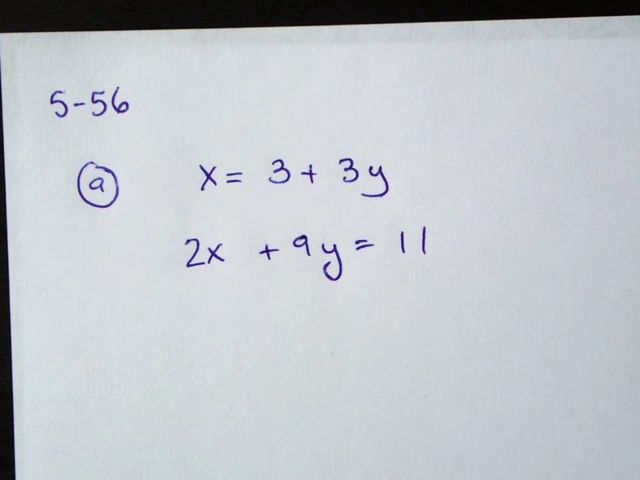 5-56
(a) x = 3 + 3y
2x + 9y = 11